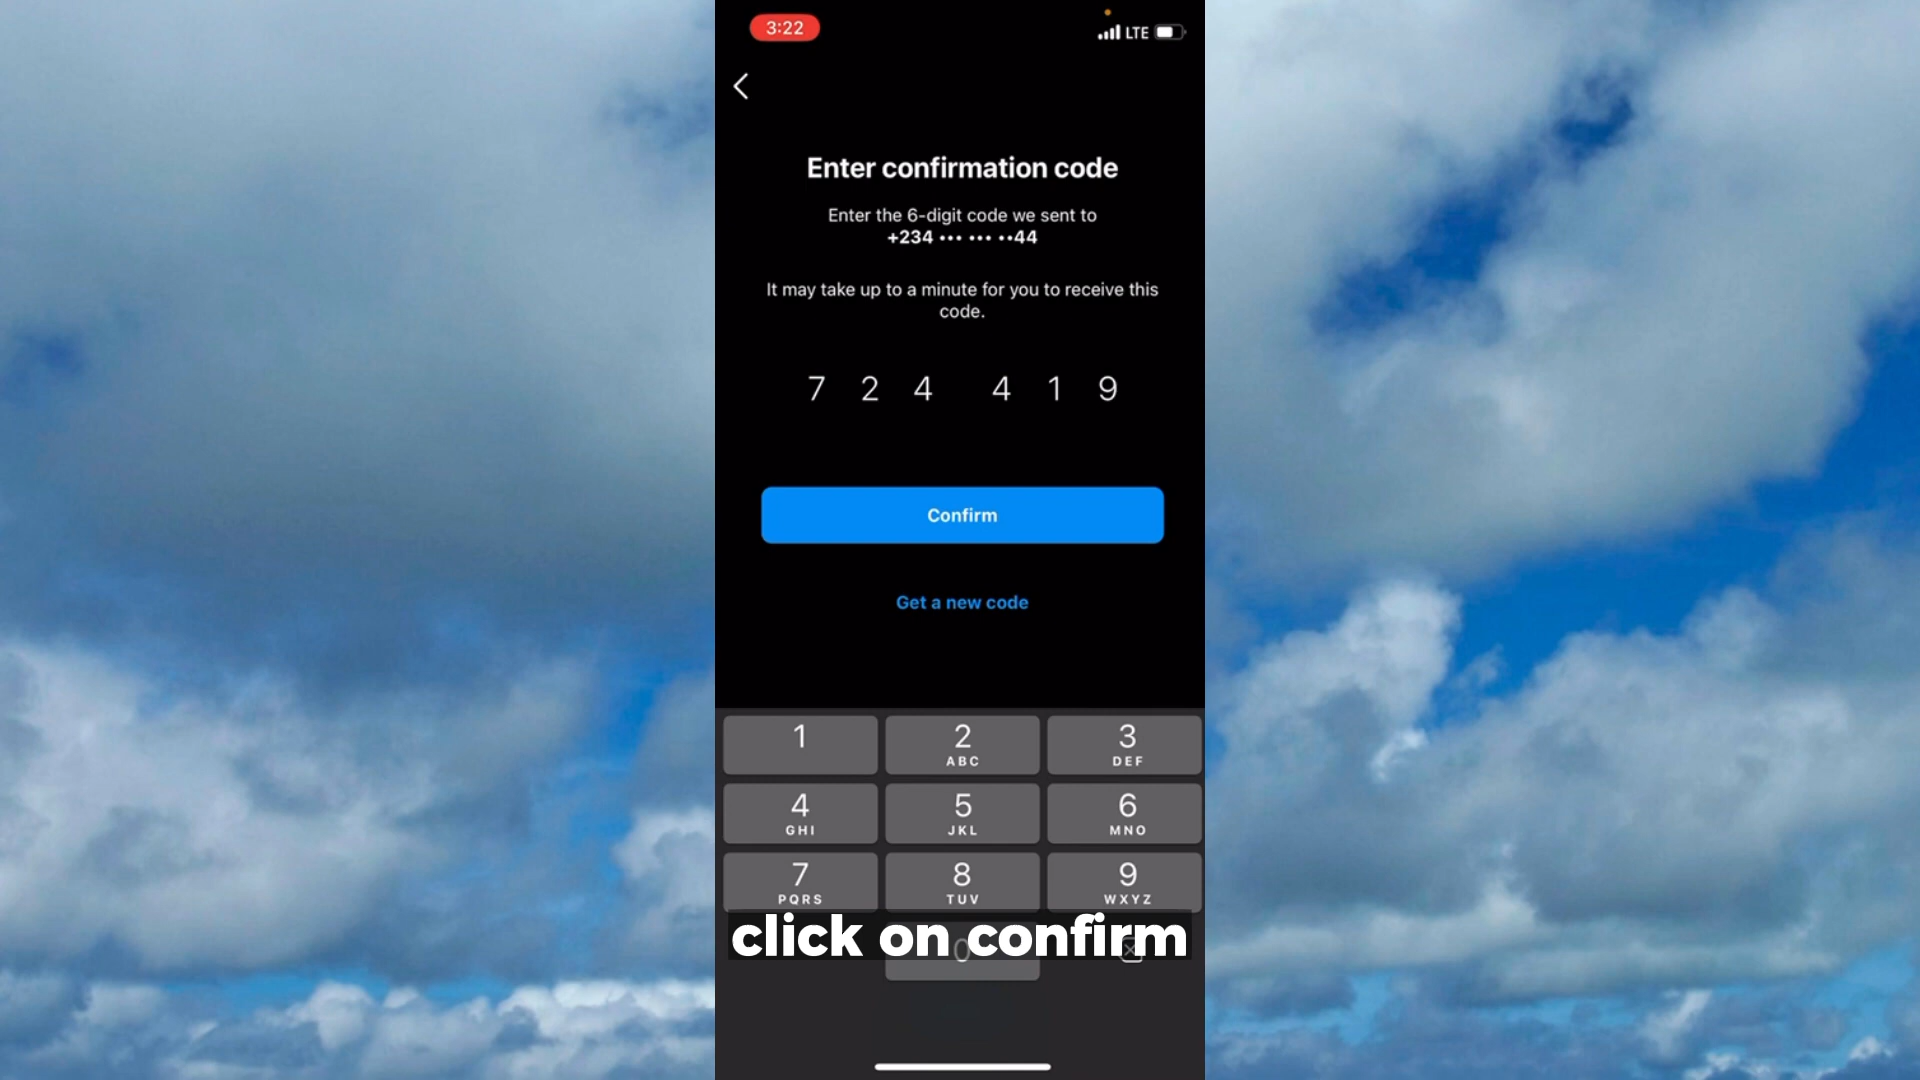 3:22
LTE
Enter confirmation code
Enter the 6-digit code we sent to
+234 ••• ••• ••44
It may take up to a minute for you to receive this
code.
7 2 4 4 1 9
Confirm
Get a new code
1
2
ABC
3
DEF
4
GHI
5
JKL
6
MNO
7
PQRS
8
TUV
9
WXYZ
click on confirm
0